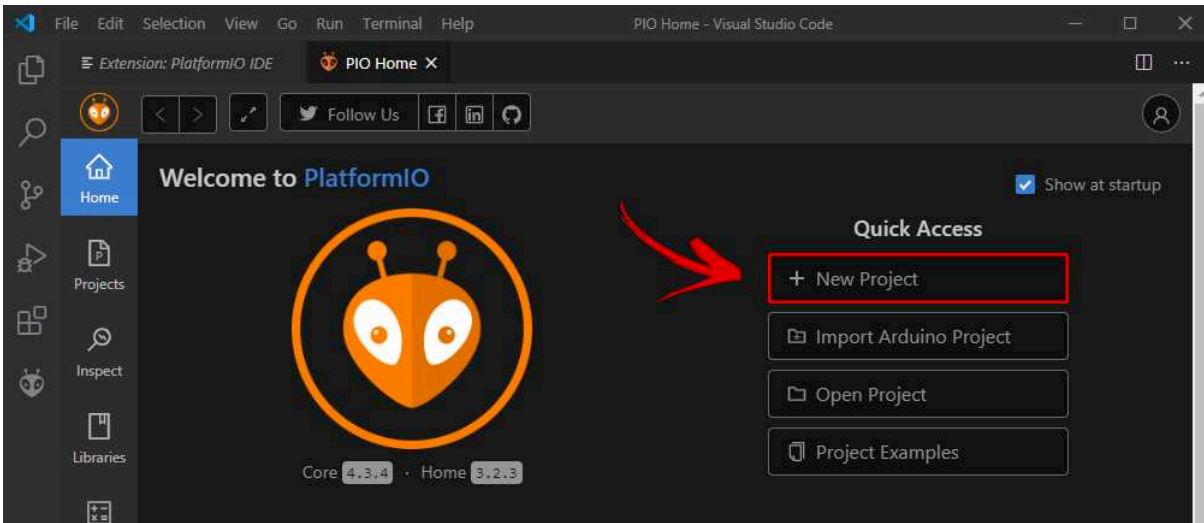 File Edit Selection View Go Run Terminal Help PIO Home - Visual Studio Code
Extension: PlatformIO IDE PIO Home
Follow Us
Home
Welcome to PlatformIO
Show at startup
Quick Access
New Project
Projects
Import Arduino Project
Inspect
Open Project
Libraries
Project Examples
Core 4.3.4 · Home 3.2.3